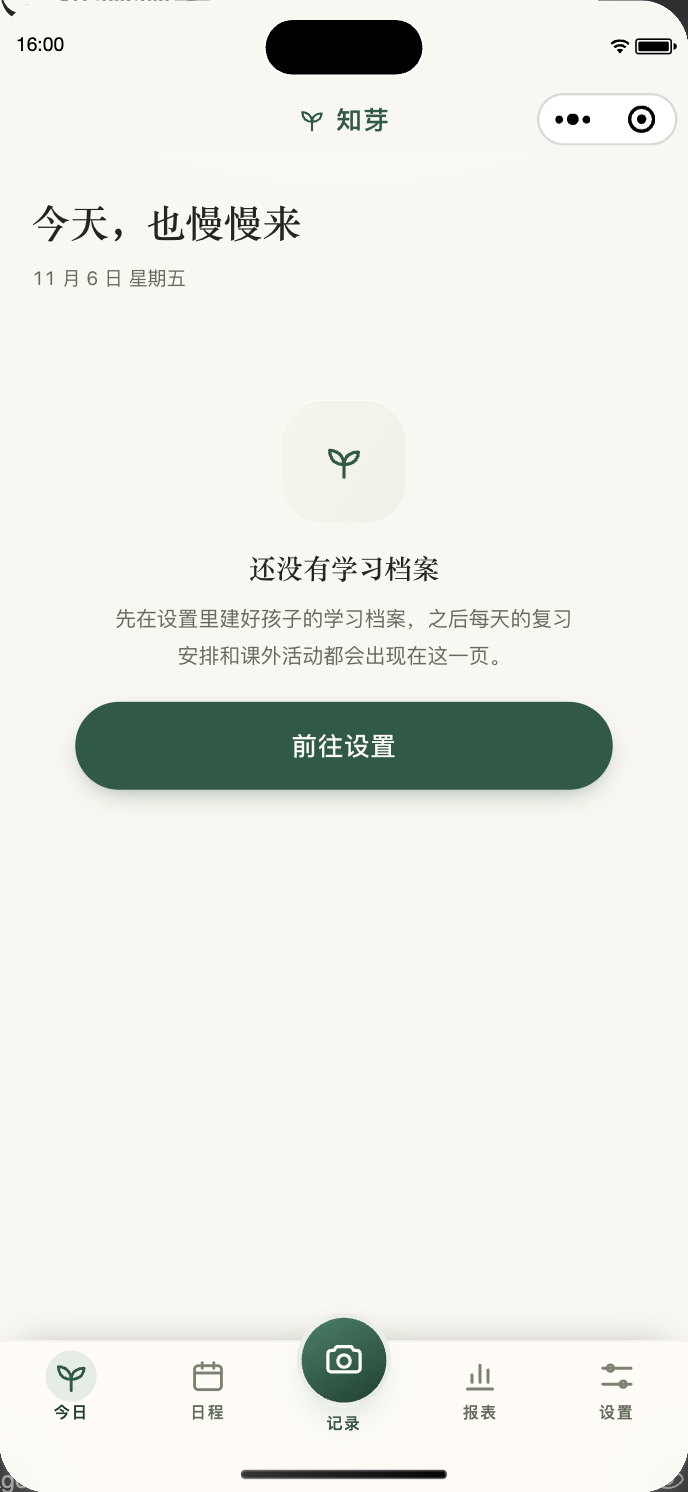 16:00
知芽
今天，也慢慢来
11 月 6 日 星期五
还没有学习档案
先在设置里建好孩子的学习档案，之后每天的复习
安排和课外活动都会出现在这一页。
前往设置
今日
日程
记录
报表
设置